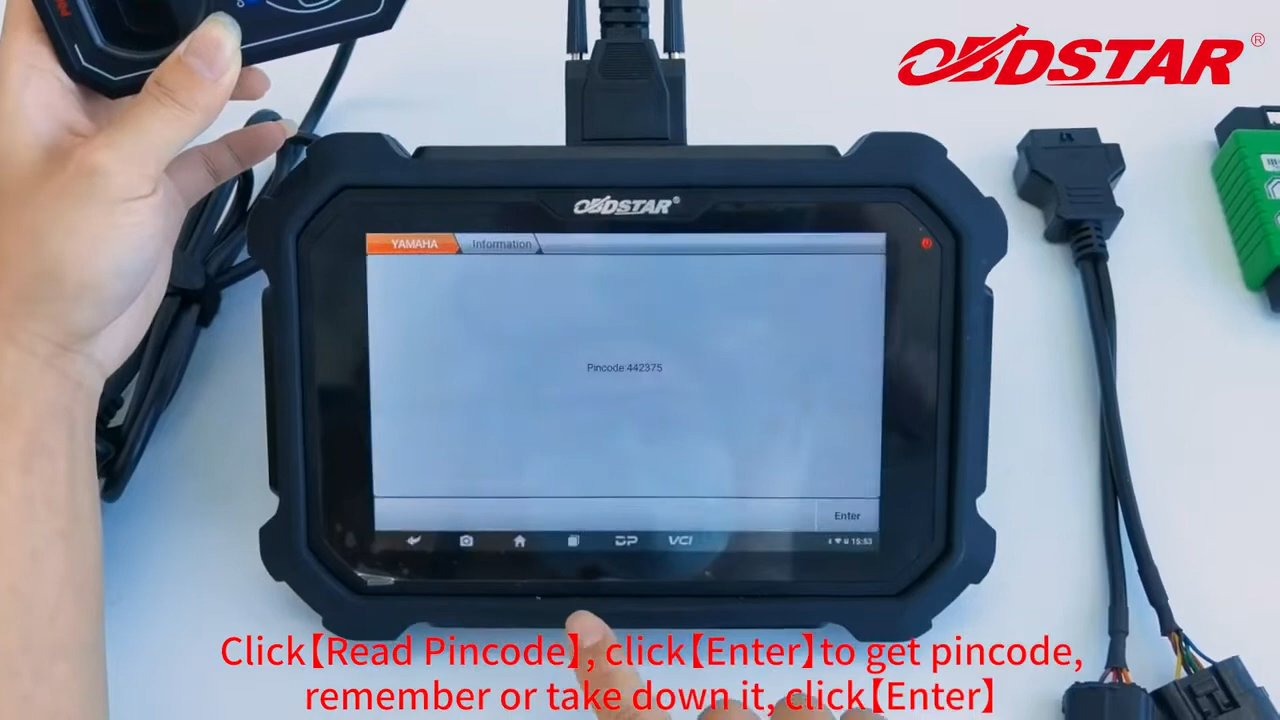 OBDSTAR®
OBDSTAR®
YAMAHA Information
Pincode:442375
Enter
DP VCI 15:53
Click【Read Pincode】, click【Enter】to get pincode,
remember or take down it, click【Enter】